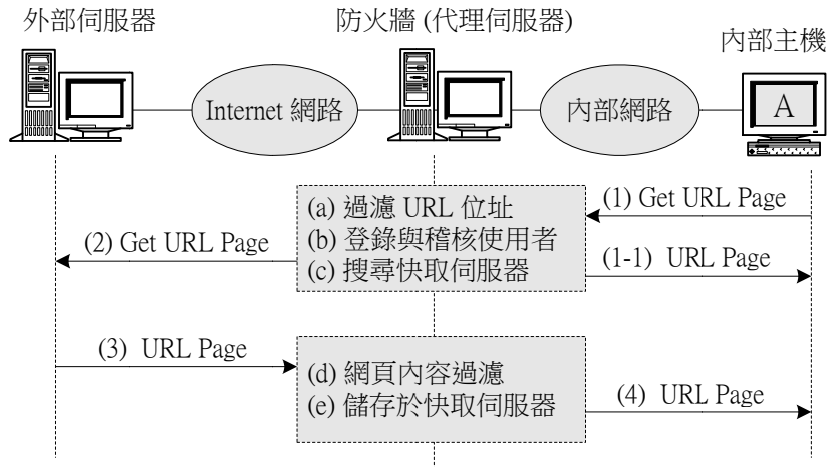 外部伺服器
防火牆 (代理伺服器)
內部主機
Internet 網路
內部網路
A
(a) 過濾 URL 位址
(b) 登錄與稽核使用者
(c) 搜尋快取伺服器
(1) Get URL Page
(2) Get URL Page
(1-1) URL Page
(3) URL Page
(d) 網頁內容過濾
(e) 儲存於快取伺服器
(4) URL Page